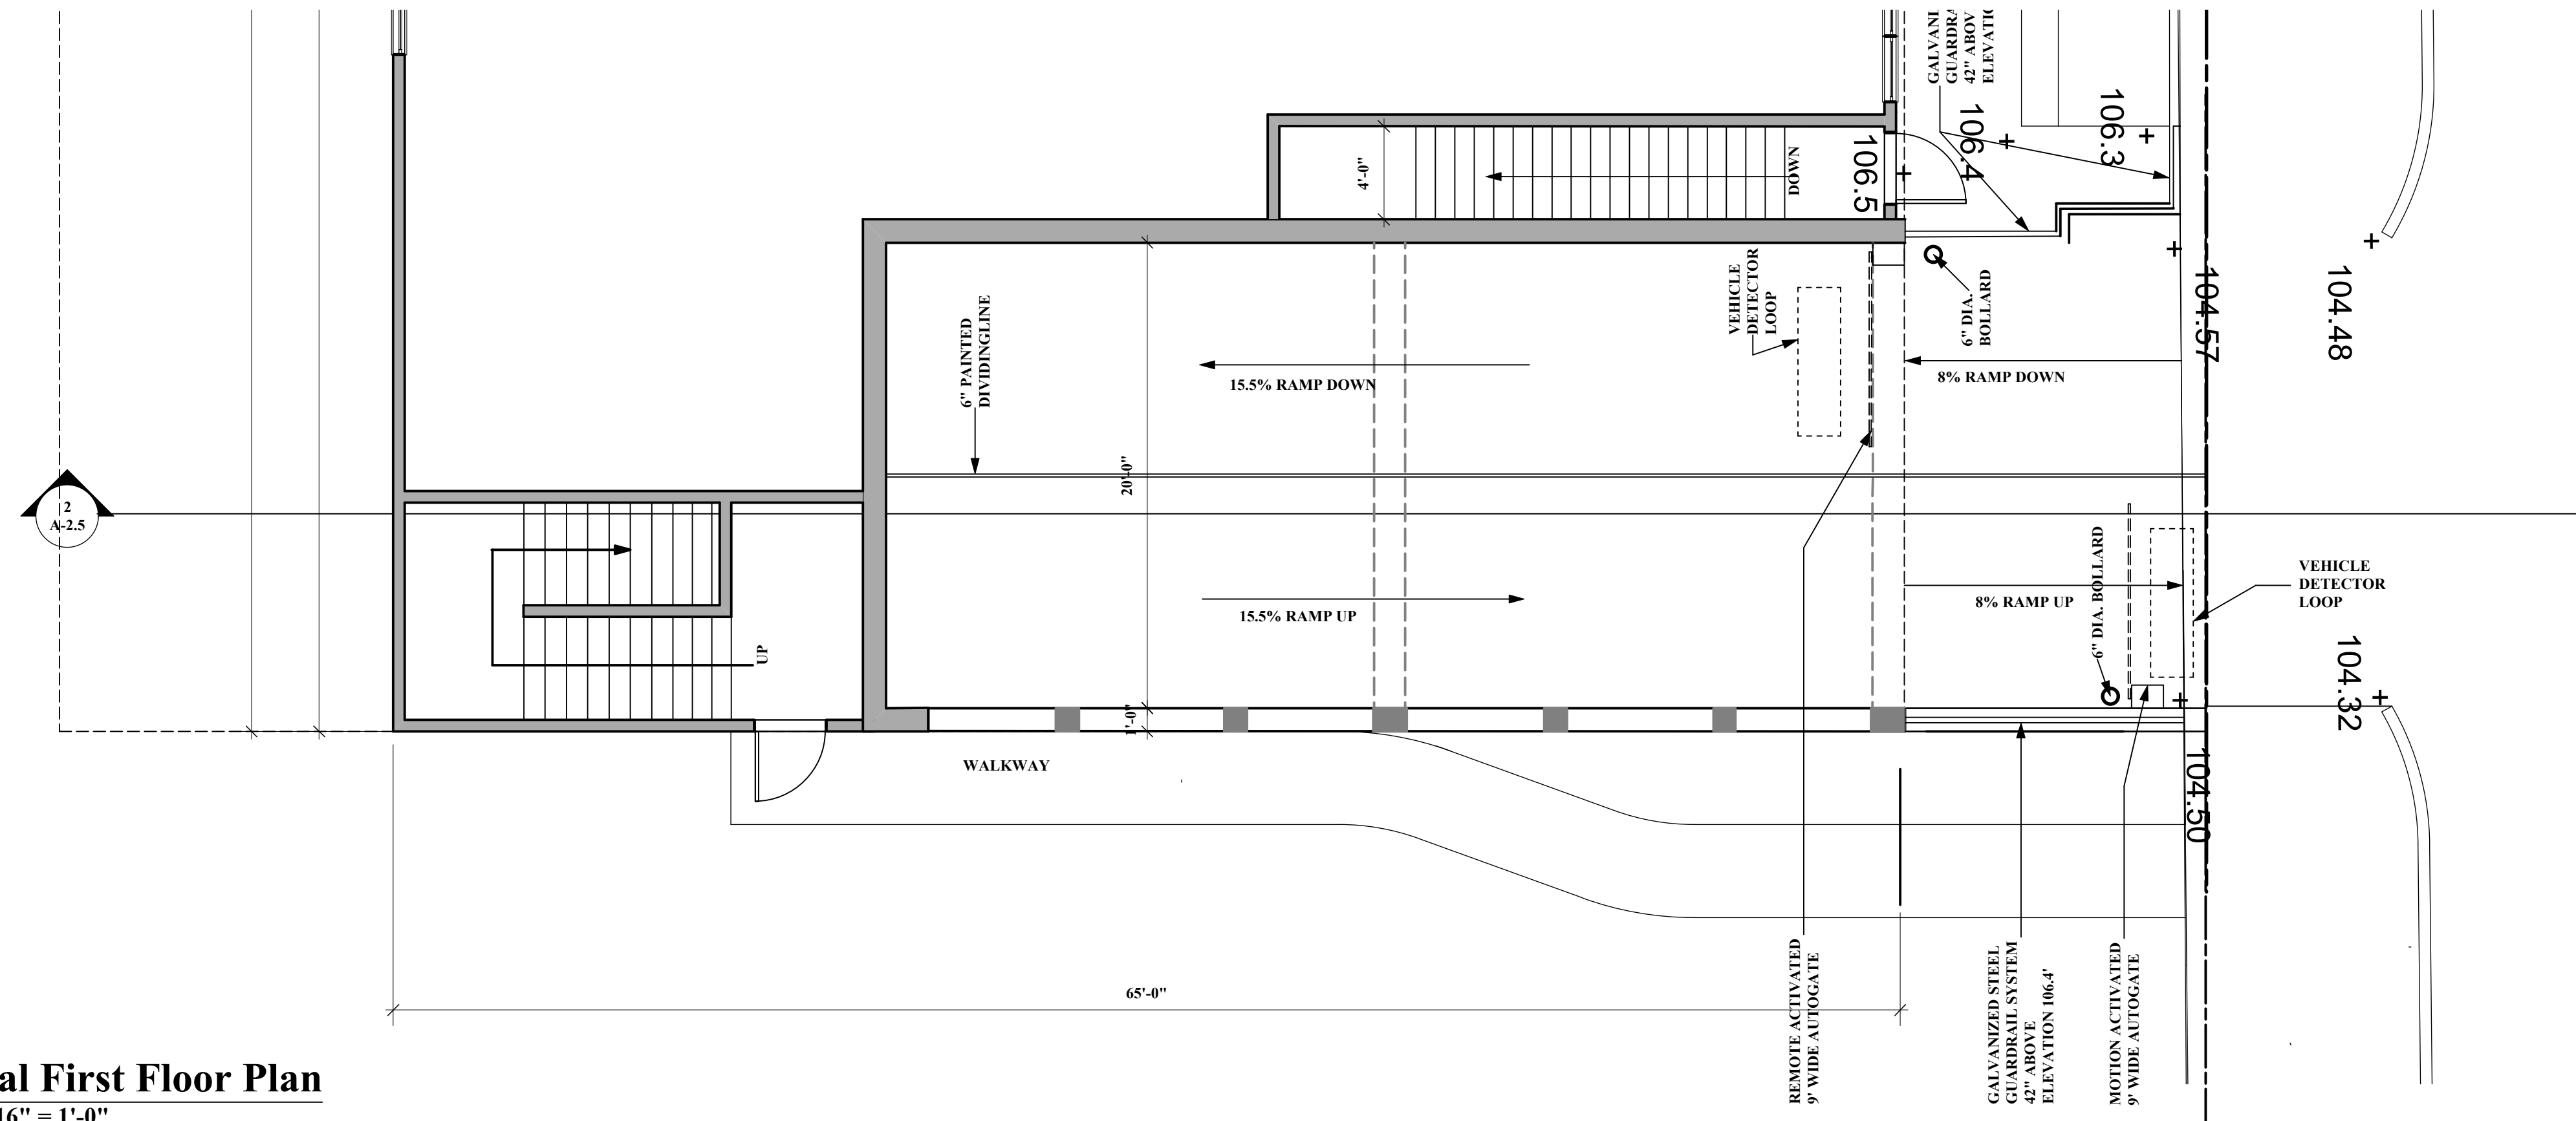 GALVANI
GUARDRA
42" ABOV
ELEVATIO
106.3
106.4
106.5
DOWN
4'-0"
VEHICLE
DETECTOR
LOOP
6" DIA.
BOLLARD
104.57
104.48
6" PAINTED
DIVIDINGLINE
15.5% RAMP DOWN
8% RAMP DOWN
20'-0"
2
A-2.5
6" DIA. BOLLARD
VEHICLE
DETECTOR
LOOP
15.5% RAMP UP
8% RAMP UP
UP
104.32
1'-0"
WALKWAY
104.50
65'-0"
REMOTE ACTIVATED
9' WIDE AUTOGATE
GALVANIZED STEEL
GUARDRAIL SYSTEM
42" ABOVE
ELEVATION 106.4'
MOTION ACTIVATED
9' WIDE AUTOGATE
al First Floor Plan
16" = 1'-0"